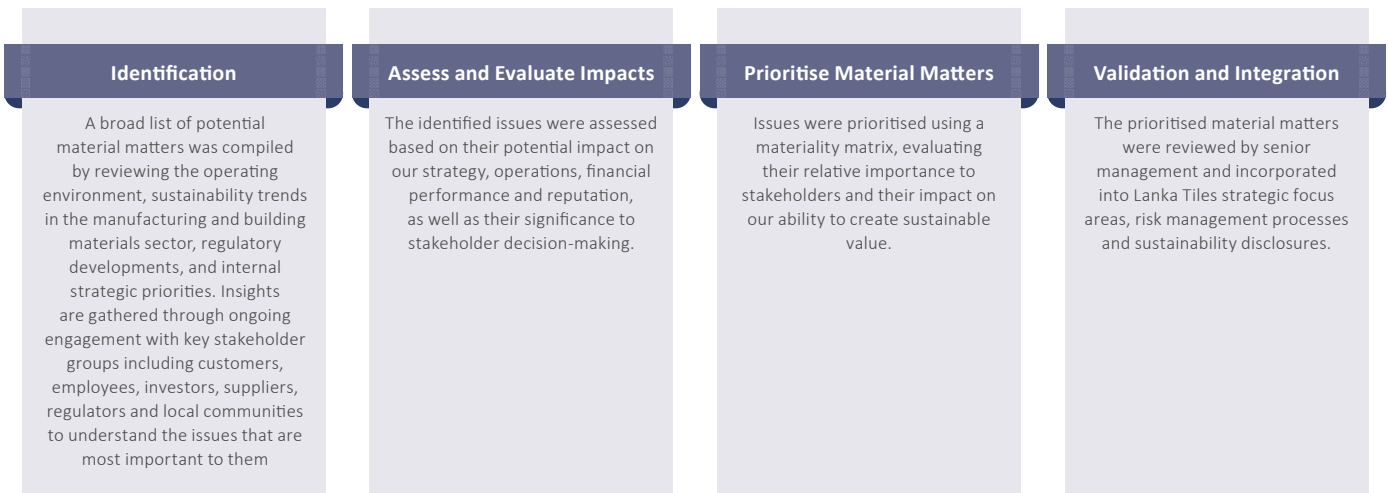 Identification
A broad list of potential
material matters was compiled
by reviewing the operating
environment, sustainability trends
in the manufacturing and building
materials sector, regulatory
developments, and internal
strategic priorities. Insights
are gathered through ongoing
engagement with key stakeholder
groups including customers,
employees, investors, suppliers,
regulators and local communities
to understand the issues that are
most important to them
Assess and Evaluate Impacts
The identified issues were assessed
based on their potential impact on
our strategy, operations, financial
performance and reputation,
as well as their significance to
stakeholder decision-making.
Prioritise Material Matters
Issues were prioritised using a
materiality matrix, evaluating
their relative importance to
stakeholders and their impact on
our ability to create sustainable
value.
Validation and Integration
The prioritised material matters
were reviewed by senior
management and incorporated
into Lanka Tiles strategic focus
areas, risk management processes
and sustainability disclosures.